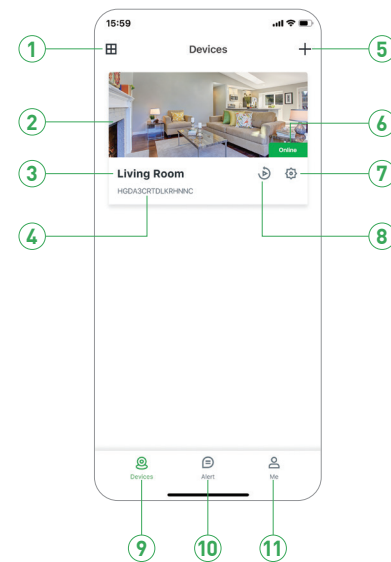 15:59
1
Devices
5
2
6
Online
3
Living Room
7
HGDA3CRTDLKRHNNC
4
8
Devices
Alert
Me
9
10
11